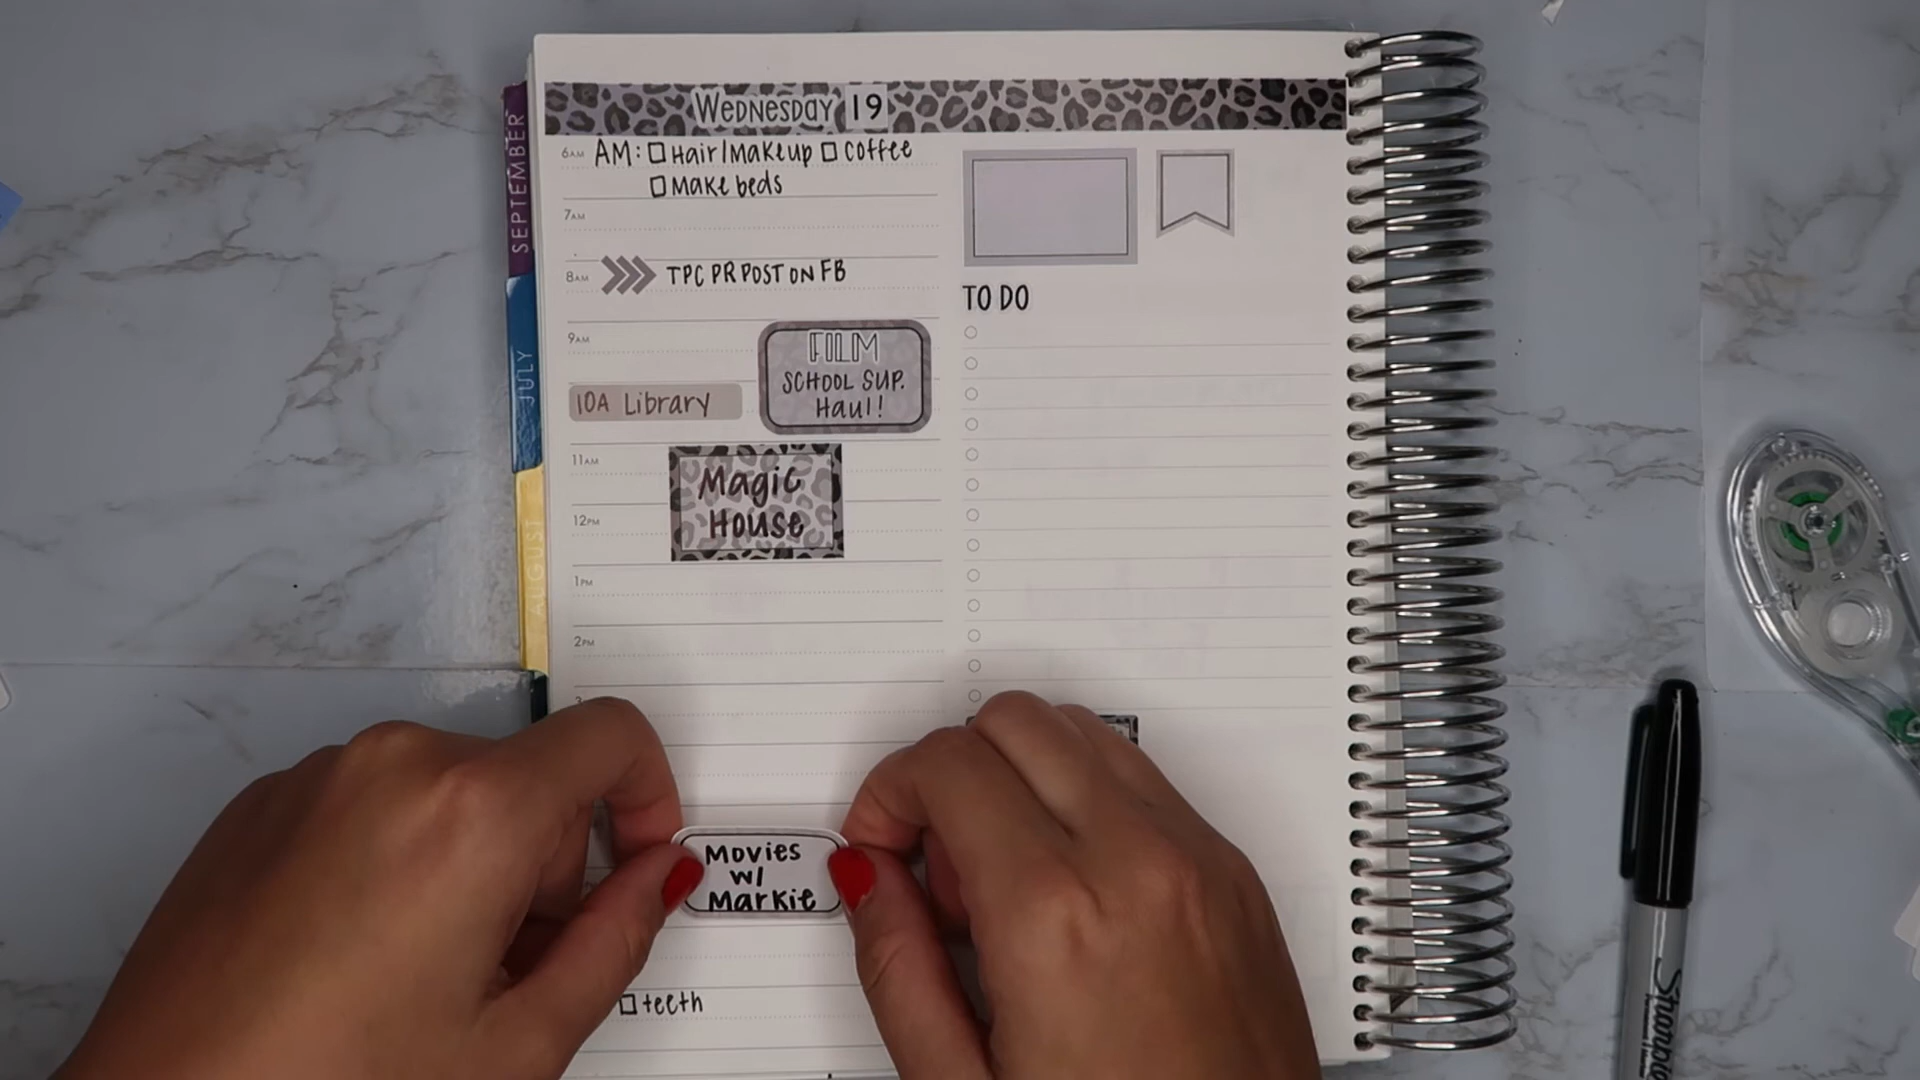 Wednesday 19
6AM AM: Hair/Makeup Coffee
Make beds
7AM
8AM TPC PR POST ON FB
9AM
FILM
SCHOOL SUP.
Haul!
10A Library
11AM
Magic
House
12PM
1PM
2PM
3
Movies
w/
Markie
teeth
TO DO
SEPTEMBER
JULY
AUGUST
Sharpie